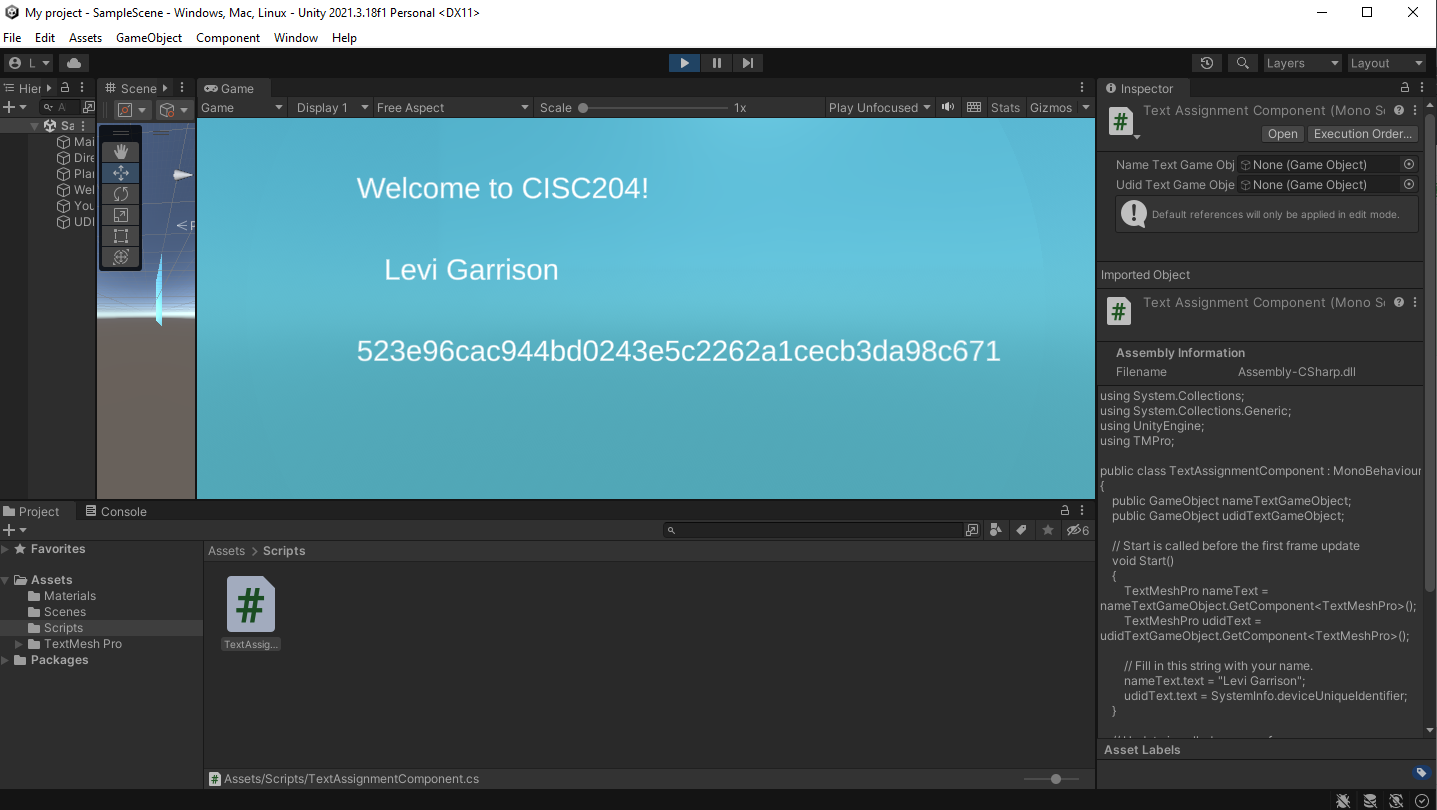 My project - SampleScene - Windows, Mac, Linux - Unity 2021.3.18f1 Personal <DX11>
File Edit Assets GameObject Component Window Help
L
Layers Layout
Hier
Scene
Game
Inspector
A
Game Display 1 Free Aspect Scale 1x Play Unfocused Stats Gizmos
Sa
Mai
Dire
Plan
Wel
You
UDI
Welcome to CISC204!
Levi Garrison
523e96cac944bd0243e5c2262a1cecb3da98c671
Text Assignment Component (Mono Sc
Open Execution Order...
Name Text Game Obj None (Game Object)
Udid Text Game Obje None (Game Object)
Default references will only be applied in edit mode.
Imported Object
Text Assignment Component (Mono Sc
Assembly Information
Filename Assembly-CSharp.dll
using System.Collections;
using System.Collections.Generic;
using UnityEngine;
using TMPro;
public class TextAssignmentComponent : MonoBehaviour
{
public GameObject nameTextGameObject;
public GameObject udidTextGameObject;
// Start is called before the first frame update
void Start()
{
TextMeshPro nameText =
nameTextGameObject.GetComponent<TextMeshPro>();
TextMeshPro udidText =
udidTextGameObject.GetComponent<TextMeshPro>();
// Fill in this string with your name.
nameText.text = "Levi Garrison";
udidText.text = SystemInfo.deviceUniqueIdentifier;
}
Asset Labels
Project Console
6
Favorites
Assets
Materials
Scenes
Scripts
TextMesh Pro
Packages
Assets > Scripts
TextAssig...
Assets/Scripts/TextAssignmentComponent.cs